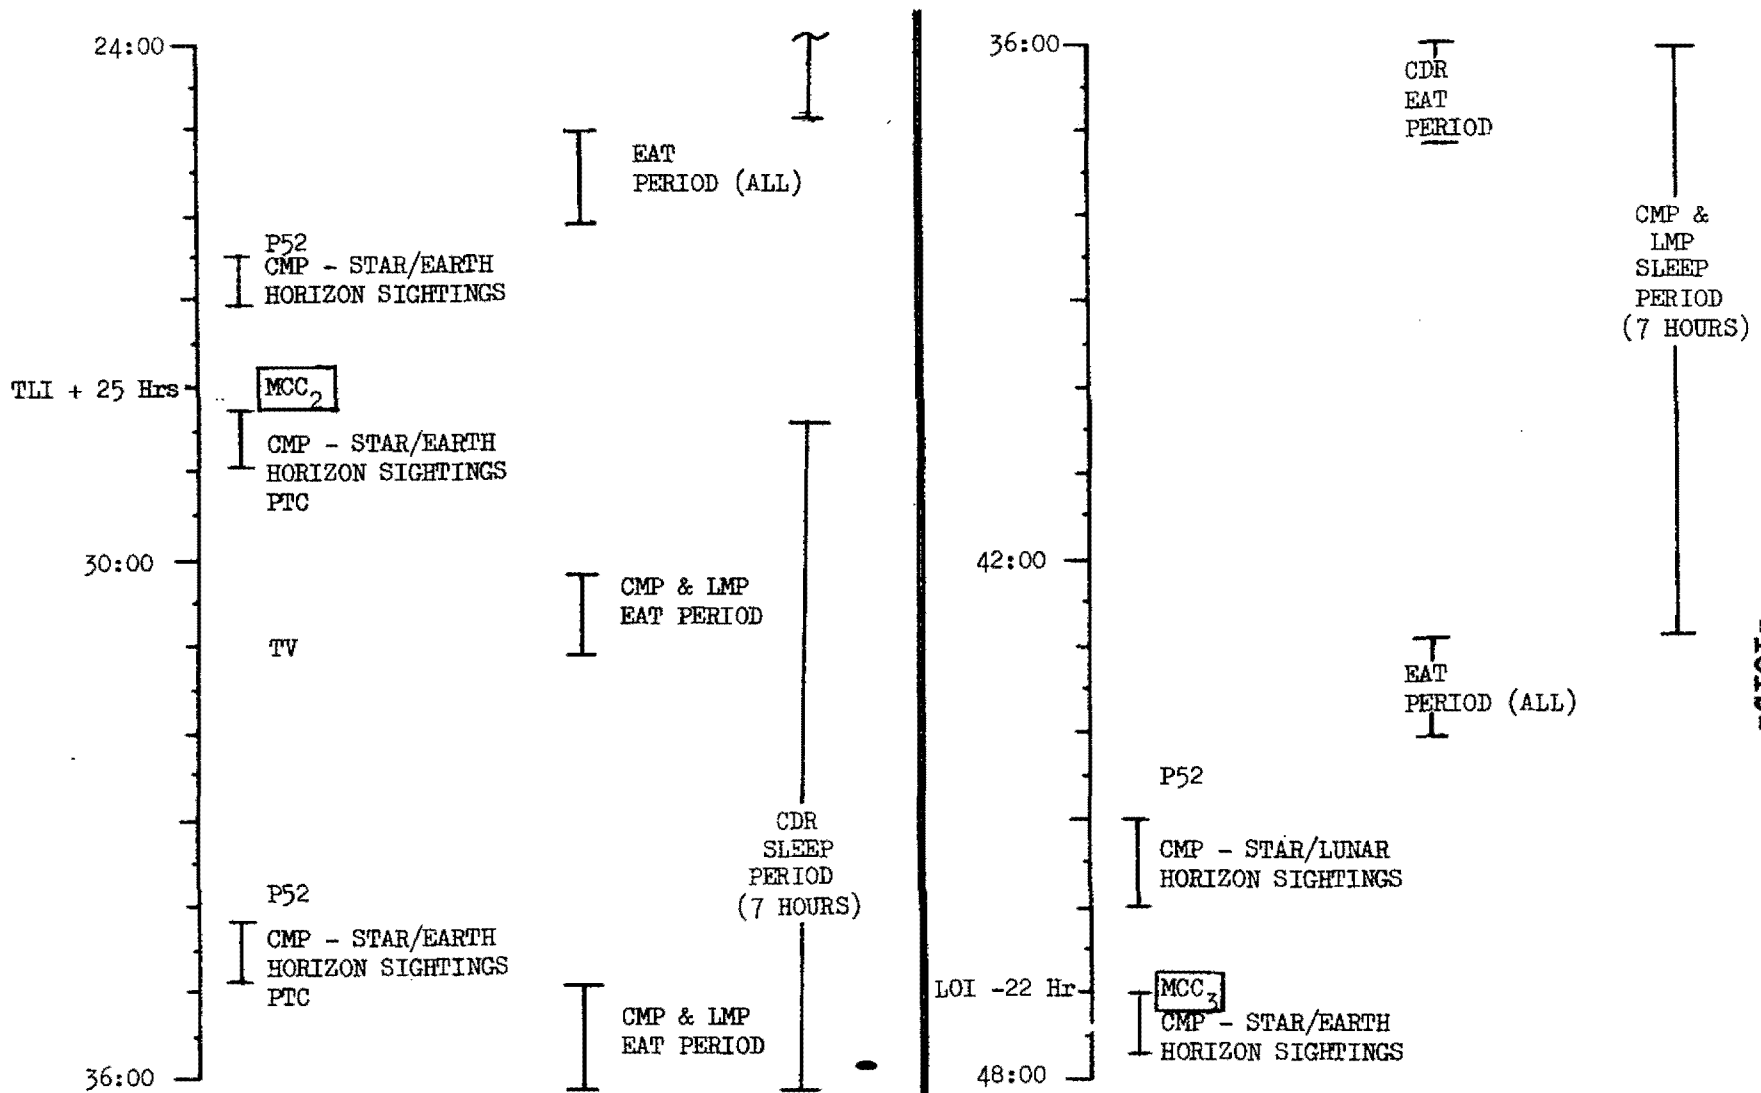 24:00
EAT
PERIOD (ALL)
P52
CMP - STAR/EARTH
HORIZON SIGHTINGS
TLI + 25 Hrs
MCC2
CMP - STAR/EARTH
HORIZON SIGHTINGS
PTC
30:00
CMP & LMP
EAT PERIOD
TV
CDR
SLEEP
PERIOD
(7 HOURS)
P52
CMP - STAR/EARTH
HORIZON SIGHTINGS
PTC
CMP & LMP
EAT PERIOD
36:00
36:00
CDR
EAT
PERIOD
CMP &
LMP
SLEEP
PERIOD
(7 HOURS)
42:00
EAT
PERIOD (ALL)
P52
CMP - STAR/LUNAR
HORIZON SIGHTINGS
LOI -22 Hr
MCC3
CMP - STAR/EARTH
HORIZON SIGHTINGS
48:00